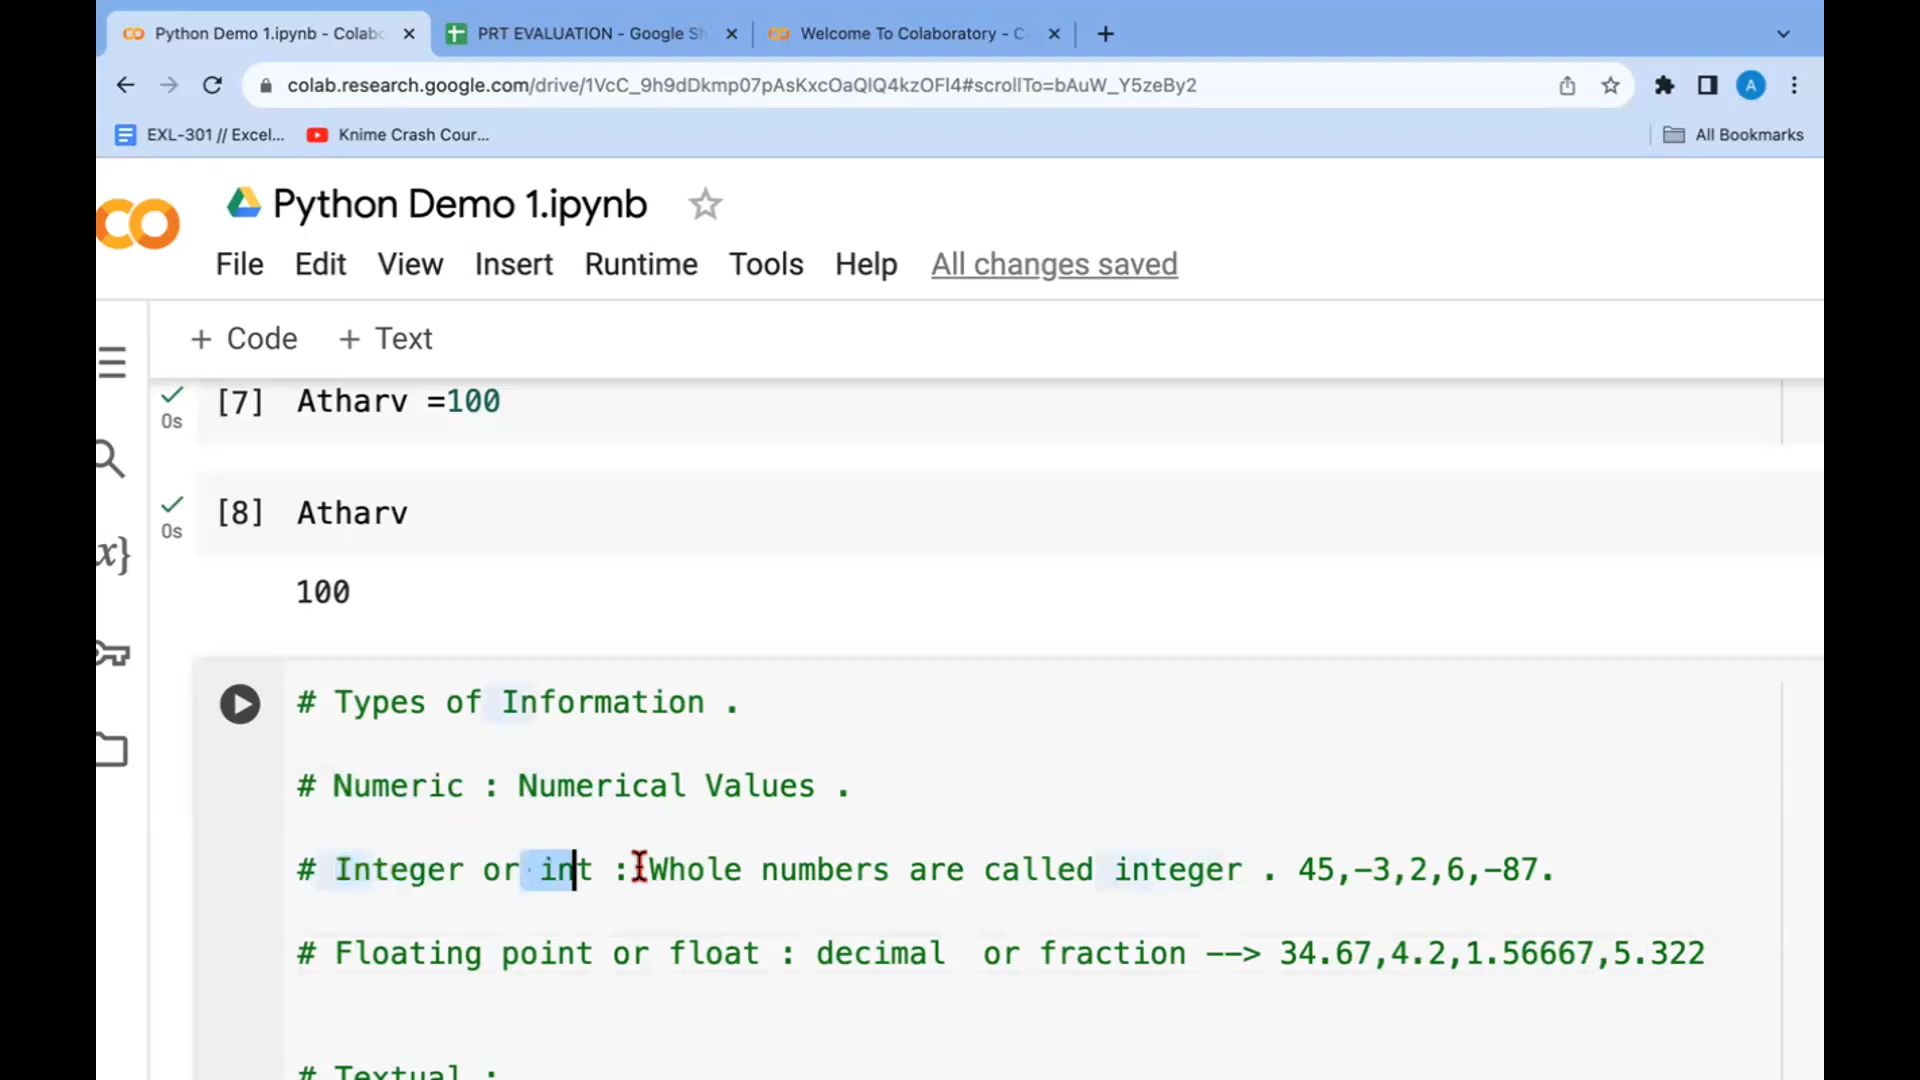 Python Demo 1.ipynb - Colab
PRT EVALUATION - Google Sh
Welcome To Colaboratory - C
colab.research.google.com/drive/1VcC_9h9dDkmp07pAsKxcOaQlQ4kzOFl4#scrollTo=bAuW_Y5zeBy2
A
EXL-301 // Excel...
Knime Crash Cour...
All Bookmarks
Python Demo 1.ipynb
File Edit View Insert Runtime Tools Help All changes saved
+ Code + Text
[7] Atharv =100
0s
[8] Atharv
0s
100
# Types of Information .
# Numeric : Numerical Values .
# Integer or int : Whole numbers are called integer . 45,-3,2,6,-87.
# Floating point or float : decimal or fraction --> 34.67,4.2,1.56667,5.322
# Textual :